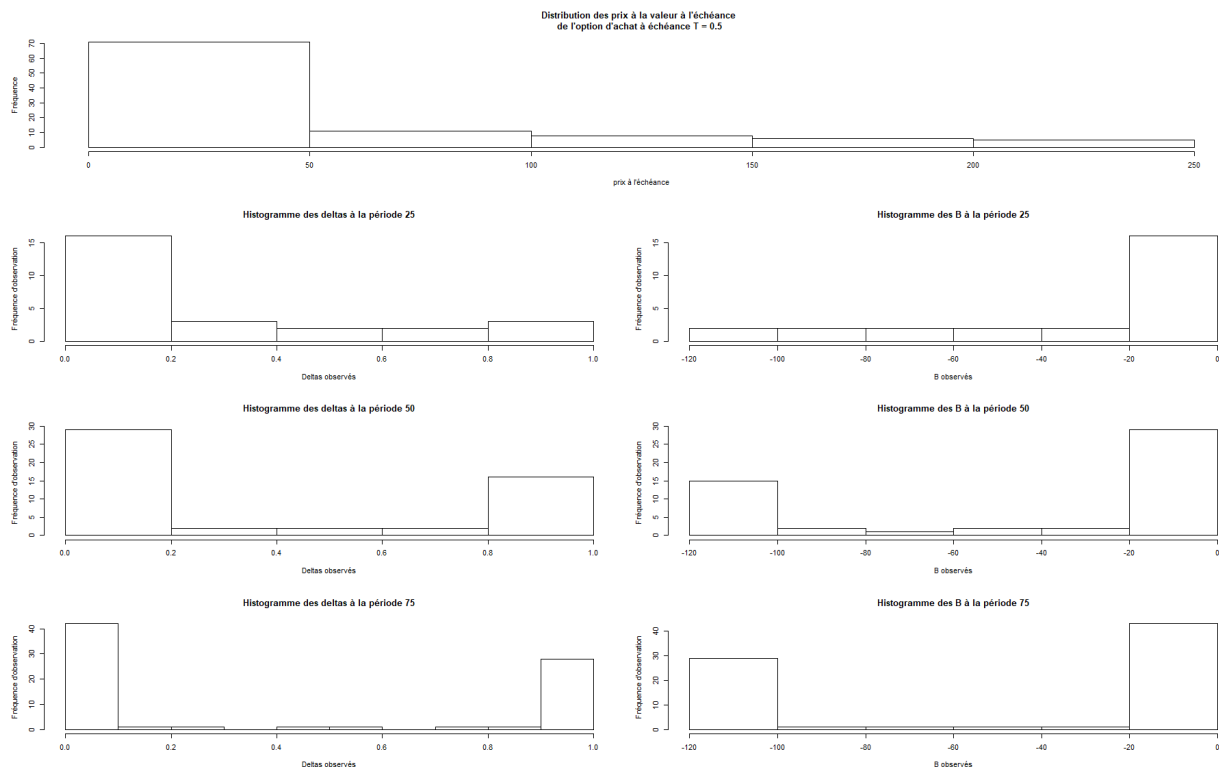 Distribution des prix à la valeur à l'échéance
de l'option d'achat à échéance T = 0.5
Fréquence
0 10 20 30 40 50 60 70
0 50 100 150 200 250
prix à l'échéance
Histogramme des deltas à la période 25
Fréquence d'observation
0 5 10 15
0.0 0.2 0.4 0.6 0.8 1.0
Deltas observés
Histogramme des B à la période 25
Fréquence d'observation
0 5 10 15
-120 -100 -80 -60 -40 -20 0
B observés
Histogramme des deltas à la période 50
Fréquence d'observation
0 5 10 15 20 25 30
0.0 0.2 0.4 0.6 0.8 1.0
Deltas observés
Histogramme des B à la période 50
Fréquence d'observation
0 5 10 15 20 25 30
-120 -100 -80 -60 -40 -20 0
B observés
Histogramme des deltas à la période 75
Fréquence d'observation
0 10 20 30 40
0.0 0.2 0.4 0.6 0.8 1.0
Deltas observés
Histogramme des B à la période 75
Fréquence d'observation
0 10 20 30 40
-120 -100 -80 -60 -40 -20 0
B observés